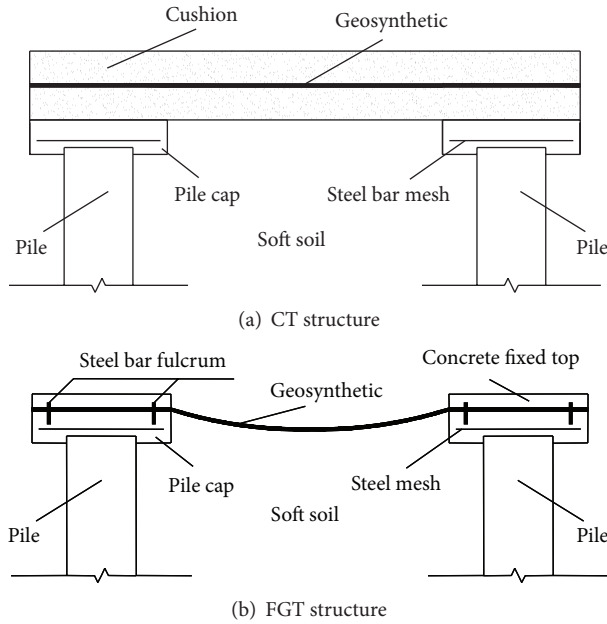 Cushion
Geosynthetic
Pile cap
Steel bar mesh
Pile
Soft soil
Pile
(a) CT structure
Steel bar fulcrum
Concrete fixed top
Geosynthetic
Pile cap
Steel mesh
Pile
Soft soil
Pile
(b) FGT structure